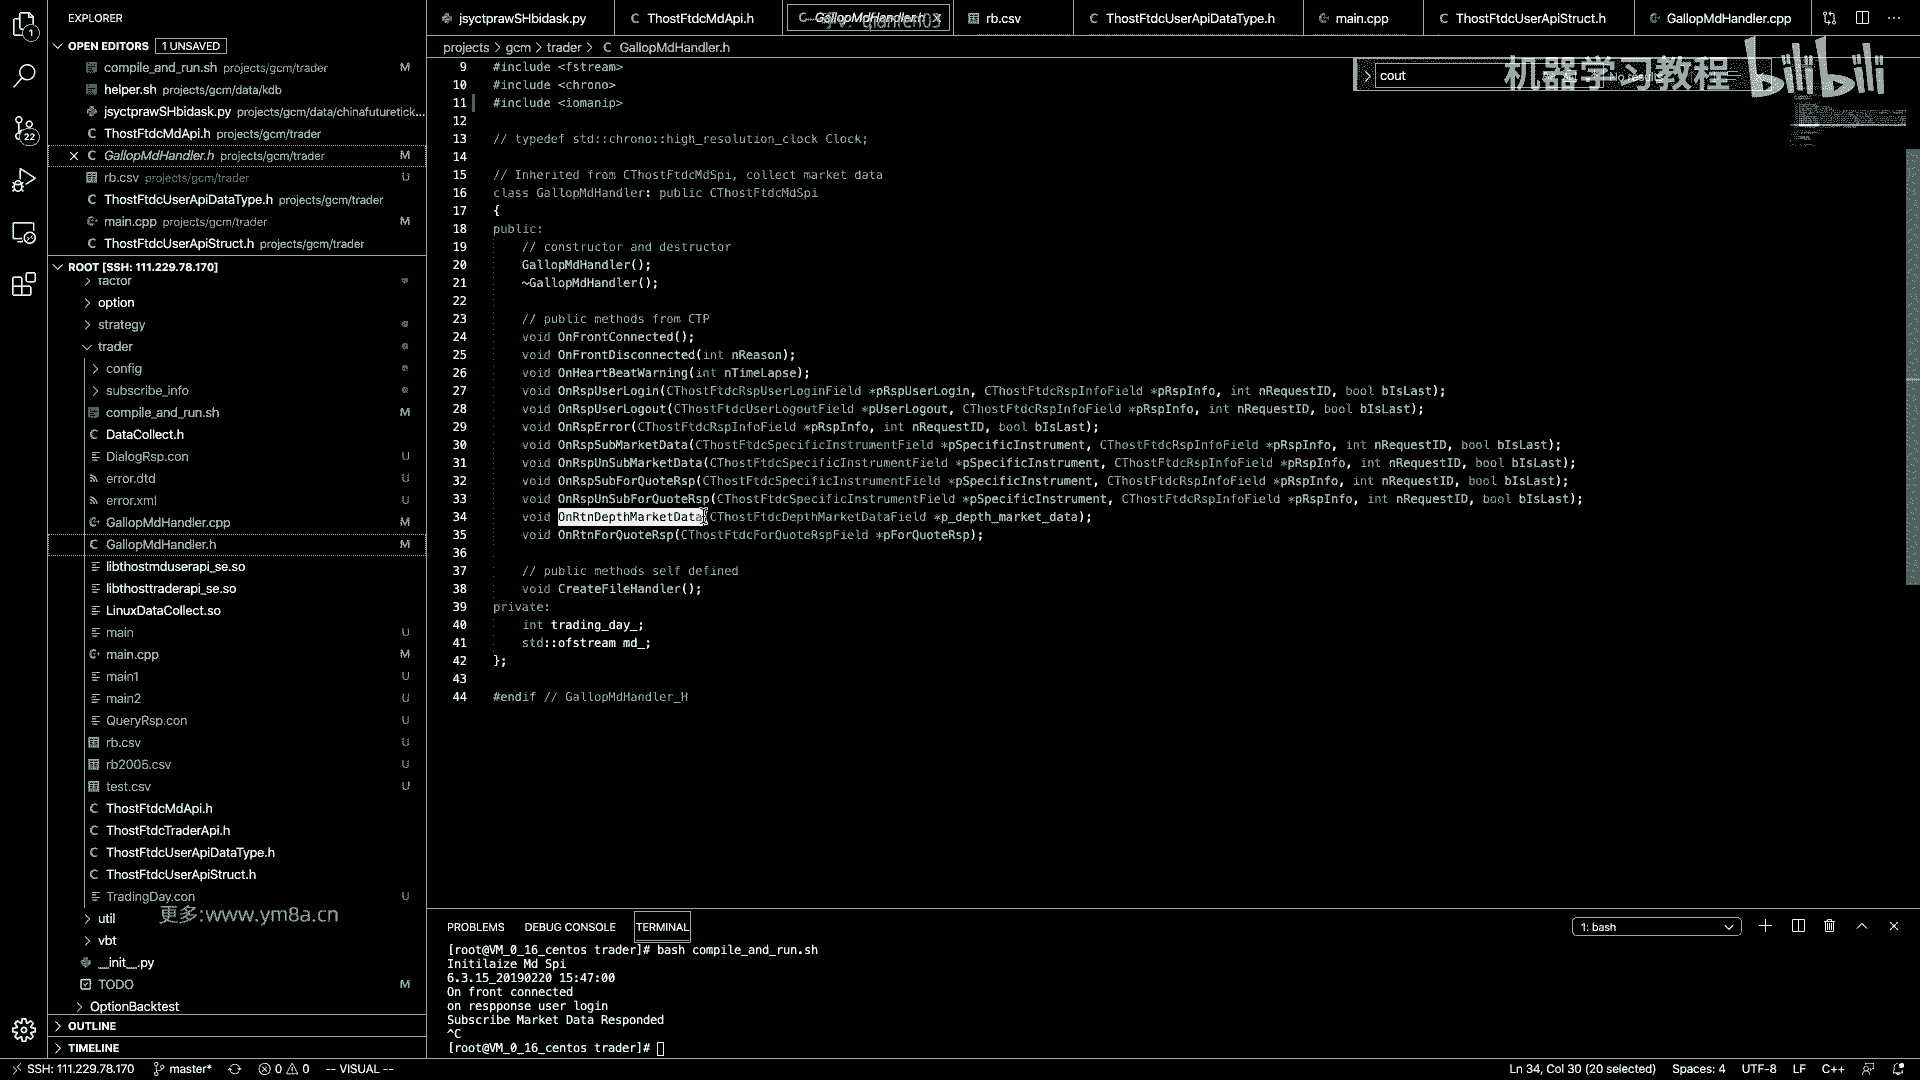 EXPLORER
OPEN EDITORS 1 UNSAVED
compile_and_run.sh projects/gcm/trader M
helper.sh projects/gcm/data/kdb
jsyctprawSHbidask.py projects/gcm/data/chinafuturetick...
ThostFtdcMdApi.h projects/gcm/trader
GallopMdHandler.h projects/gcm/trader M
rb.csv projects/gcm/trader U
ThostFtdcUserApiDataType.h projects/gcm/trader
main.cpp projects/gcm/trader M
ThostFtdcUserApiStruct.h projects/gcm/trader
ROOT [SSH: 111.229.78.170]
factor
option
strategy
trader
config
subscribe_info
compile_and_run.sh M
DataCollect.h
DialogRsp.con U
error.dtd U
error.xml U
GallopMdHandler.cpp M
GallopMdHandler.h M
libthostmduserapi_se.so
libthosttraderapi_se.so
LinuxDataCollect.so
main U
main.cpp M
main1 U
main2 U
QueryRsp.con U
rb.csv U
rb2005.csv U
test.csv U
ThostFtdcMdApi.h
ThostFtdcTraderApi.h
ThostFtdcUserApiDataType.h
ThostFtdcUserApiStruct.h
TradingDay.con U
util
更多:www.ym8a.cn
vbt
__init__.py
TODO M
OptionBacktest
OUTLINE
TIMELINE
jsyctprawSHbidask.py
ThostFtdcMdApi.h
GallopMdHandler.h
rb.csv
ThostFtdcUserApiDataType.h
main.cpp
ThostFtdcUserApiStruct.h
GallopMdHandler.cpp
projects > gcm > trader > C GallopMdHandler.h
cout
No results
机器学习教程 bilibili
9 #include <fstream>
10 #include <chrono>
11 #include <iomanip>
12
13 // typedef std::chrono::high_resolution_clock Clock;
14
15 // Inherited from CThostFtdcMdSpi, collect market data
16 class GallopMdHandler: public CThostFtdcMdSpi
17 {
18 public:
19 // constructor and destructor
20 GallopMdHandler();
21 ~GallopMdHandler();
22
23 // public methods from CTP
24 void OnFrontConnected();
25 void OnFrontDisconnected(int nReason);
26 void OnHeartBeatWarning(int nTimeLapse);
27 void OnRspUserLogin(CThostFtdcRspUserLoginField *pRspUserLogin, CThostFtdcRspInfoField *pRspInfo, int nRequestID, bool bIsLast);
28 void OnRspUserLogout(CThostFtdcUserLogoutField *pUserLogout, CThostFtdcRspInfoField *pRspInfo, int nRequestID, bool bIsLast);
29 void OnRspError(CThostFtdcRspInfoField *pRspInfo, int nRequestID, bool bIsLast);
30 void OnRspSubMarketData(CThostFtdcSpecificInstrumentField *pSpecificInstrument, CThostFtdcRspInfoField *pRspInfo, int nRequestID, bool bIsLast);
31 void OnRspUnSubMarketData(CThostFtdcSpecificInstrumentField *pSpecificInstrument, CThostFtdcRspInfoField *pRspInfo, int nRequestID, bool bIsLast);
32 void OnRspSubForQuoteRsp(CThostFtdcSpecificInstrumentField *pSpecificInstrument, CThostFtdcRspInfoField *pRspInfo, int nRequestID, bool bIsLast);
33 void OnRspUnSubForQuoteRsp(CThostFtdcSpecificInstrumentField *pSpecificInstrument, CThostFtdcRspInfoField *pRspInfo, int nRequestID, bool bIsLast);
34 void OnRtnDepthMarketData(CThostFtdcDepthMarketDataField *p_depth_market_data);
35 void OnRtnForQuoteRsp(CThostFtdcForQuoteRspField *pForQuoteRsp);
36
37 // public methods self defined
38 void CreateFileHandler();
39 private:
40 int trading_day_;
41 std::ofstream md_;
42 };
43
44 #endif // GallopMdHandler_H
PROBLEMS DEBUG CONSOLE TERMINAL 1: bash
[root@VM_0_16_centos trader]# bash compile_and_run.sh
Initilaize Md Spi
6.3.15_20190220 15:47:00
On front connected
on respponse user login
Subscribe Market Data Responded
^C
[root@VM_0_16_centos trader]#
SSH: 111.229.78.170 master* 0 0 -- VISUAL -- Ln 34, Col 30 (20 selected) Spaces: 4 UTF-8 LF C++